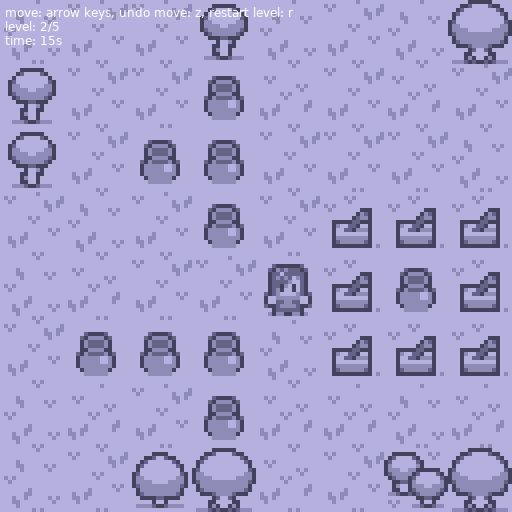 move: arrow keys, undo move: z, restart level: r
level: 2/5
time: 15s